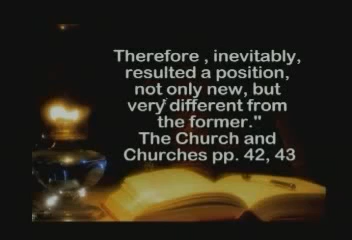 Therefore , inevitably,
resulted a position,
not only new, but
very different from
the former."
The Church and
Churches pp. 42, 43